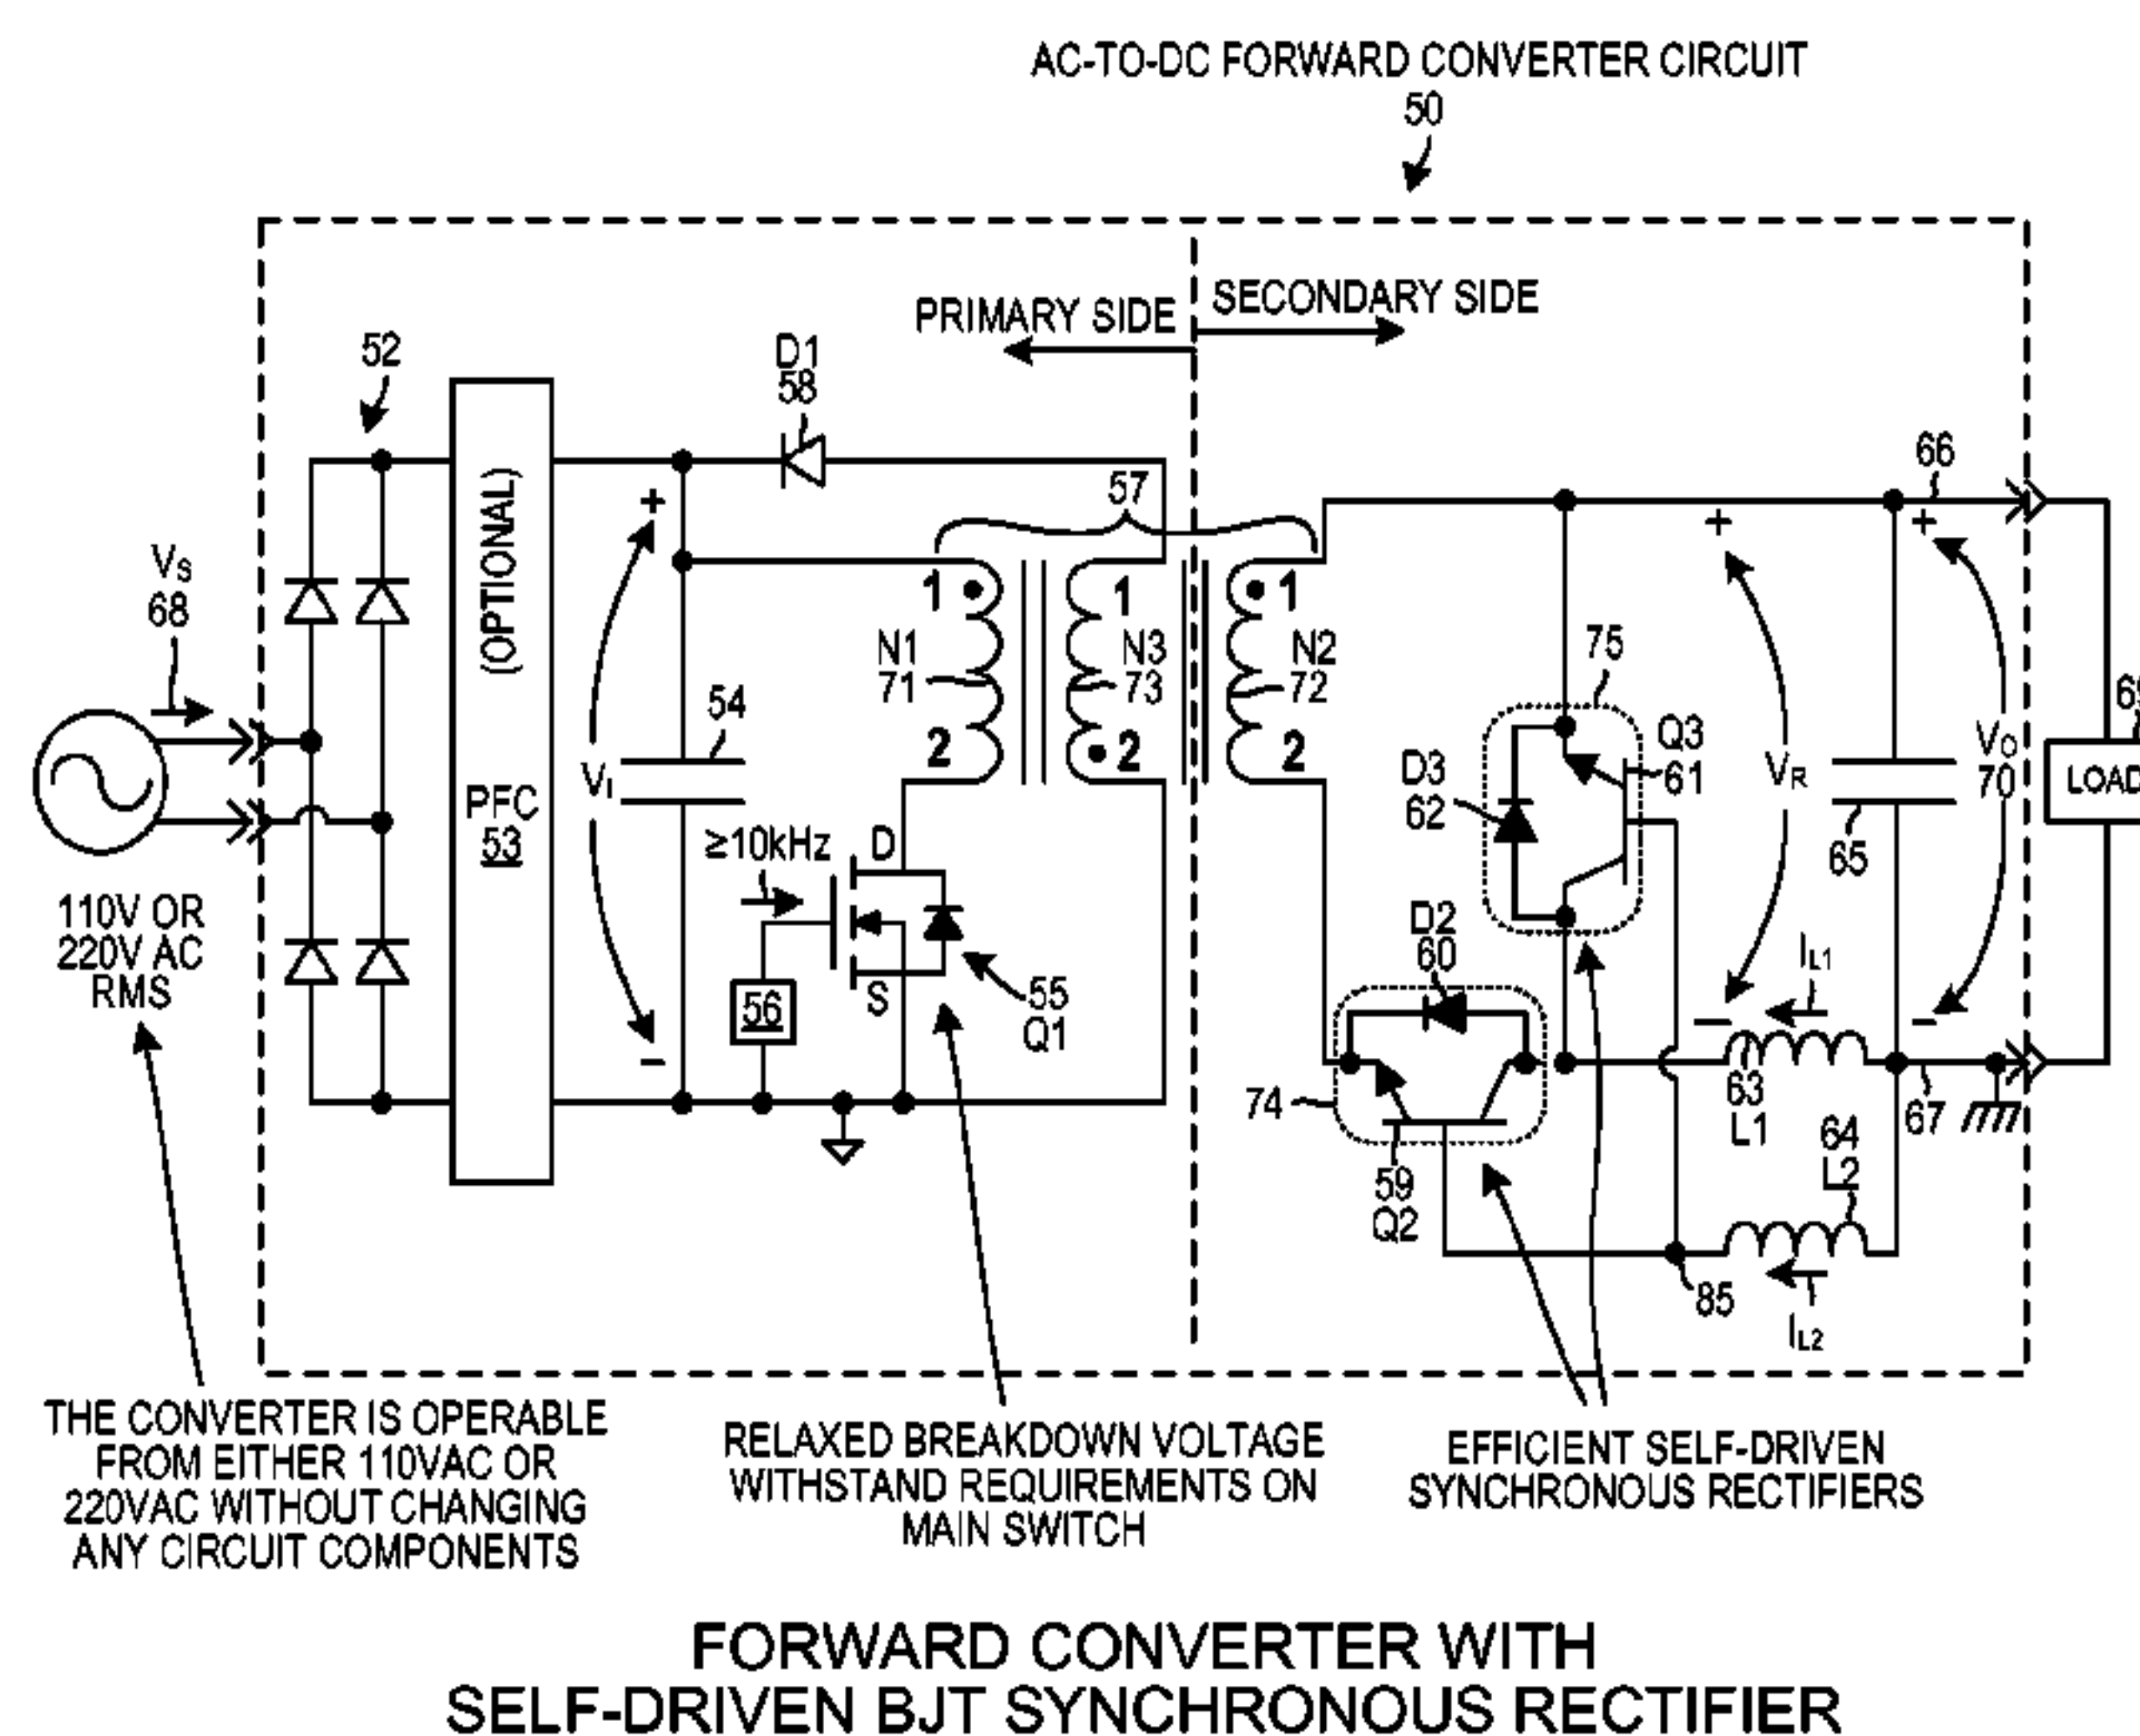 AC-TO-DC FORWARD CONVERTER CIRCUIT
50
PRIMARY SIDE
SECONDARY SIDE
52
D1
58
57
66
VS
68
(OPTIONAL)
PFC
53
+
VI
-
54
1
N1
71
2
1
N3
73
2
1
N2
72
2
75
Q3
61
D3
62
+
VR
-
+
VO
70
-
65
69
LOAD
≥10kHz
D
S
56
55
Q1
D2
60
74
59
Q2
IL1
63
L1
67
64
L2
85
IL2
110V OR
220V AC
RMS
THE CONVERTER IS OPERABLE
FROM EITHER 110VAC OR
220VAC WITHOUT CHANGING
ANY CIRCUIT COMPONENTS
RELAXED BREAKDOWN VOLTAGE
WITHSTAND REQUIREMENTS ON
MAIN SWITCH
EFFICIENT SELF-DRIVEN
SYNCHRONOUS RECTIFIERS
FORWARD CONVERTER WITH
SELF-DRIVEN BJT SYNCHRONOUS RECTIFIER